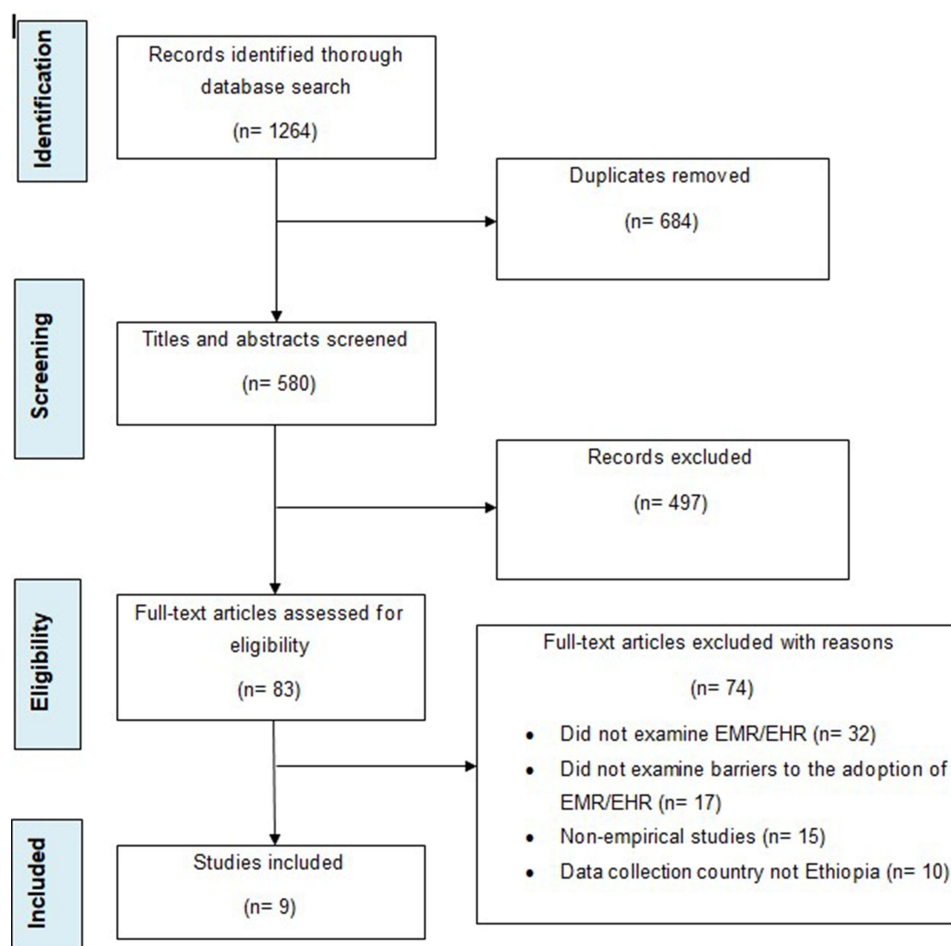 Identification
Records identified thorough
database search
(n= 1264)
Duplicates removed
(n= 684)
Screening
Titles and abstracts screened
(n= 580)
Records excluded
(n= 497)
Eligibility
Full-text articles assessed for
eligibility
(n= 83)
Full-text articles excluded with reasons
(n= 74)
• Did not examine EMR/EHR (n= 32)
• Did not examine barriers to the adoption of
EMR/EHR (n= 17)
• Non-empirical studies (n= 15)
• Data collection country not Ethiopia (n= 10)
Included
Studies included
(n= 9)